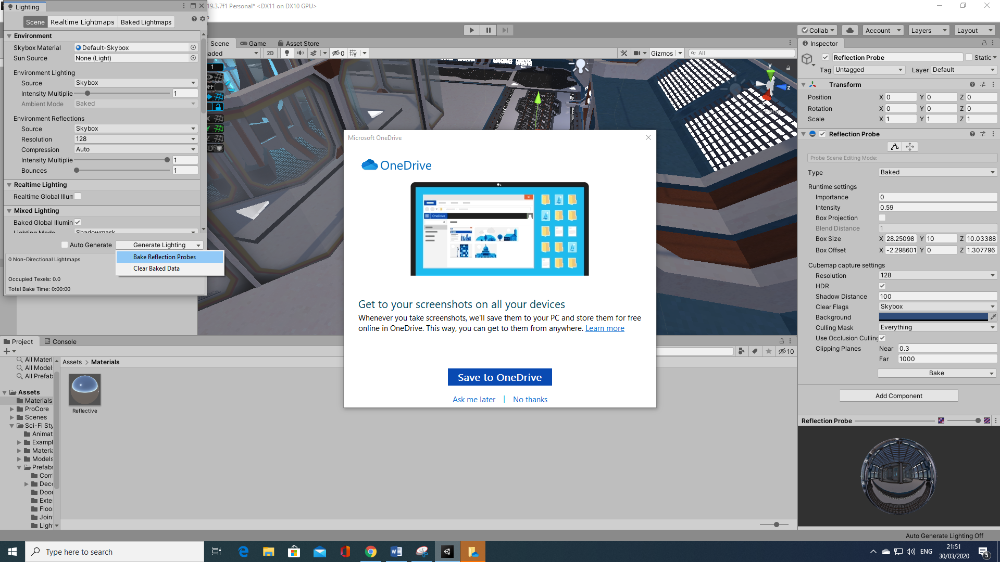 Lighting
19.3.7f1 Personal* <DX11 on DX10 GPU>
Scene
Realtime Lightmaps
Baked Lightmaps
Environment
Skybox Material
Default-Skybox
Sun Source
None (Light)
Environment Lighting
Source
Skybox
Intensity Multiplie
1
Ambient Mode
Baked
Environment Reflections
Source
Skybox
Resolution
128
Compression
Auto
Intensity Multiplie
1
Bounces
1
Realtime Lighting
Realtime Global Illum
Mixed Lighting
Baked Global Illumin
Lighting Mode
Shadowmask
Auto Generate
Generate Lighting
Bake Reflection Probes
Clear Baked Data
0 Non-Directional Lightmaps
Occupied Texels: 0.0
Total Bake Time: 0:00:00
Collab
Account
Layers
Layout
Scene
Game
Asset Store
aded
2D
0
Gizmos
All
1
y
z
Microsoft OneDrive
OneDrive
OneDrive
Get to your screenshots on all your devices
Whenever you take screenshots, we'll save them to your PC and store them for free
online in OneDrive. This way, you can get to them from anywhere. Learn more
Save to OneDrive
Ask me later | No thanks
Inspector
Reflection Probe
Static
Tag Untagged
Layer Default
Transform
Position X 0 Y 0 Z 0
Rotation X 0 Y 0 Z 0
Scale X 1 Y 1 Z 1
Reflection Probe
Probe Scene Editing Mode:
Type Baked
Runtime settings
Importance 0
Intensity 0.59
Box Projection
Blend Distance 1
Box Size X 28.25098 Y 10 Z 10.03388
Box Offset X -2.298601 Y 0 Z 1.307796
Cubemap capture settings
Resolution 128
HDR
Shadow Distance 100
Clear Flags Skybox
Background
Culling Mask Everything
Use Occlusion Culling
Clipping Planes Near 0.3
Far 1000
Bake
Add Component
Reflection Probe
Project
Console
10
All Materi
All Model
All Prefab
Assets
Materials
ProCore
Scenes
Sci-Fi Sty
Animat
Exampl
Materia
Models
Prefabs
Corr
Deco
Door
Exte
Floo
Join
Ligh
Assets > Materials
Reflective
Auto Generate Lighting Off
Type here to search
ENG
21:51
30/03/2020
5